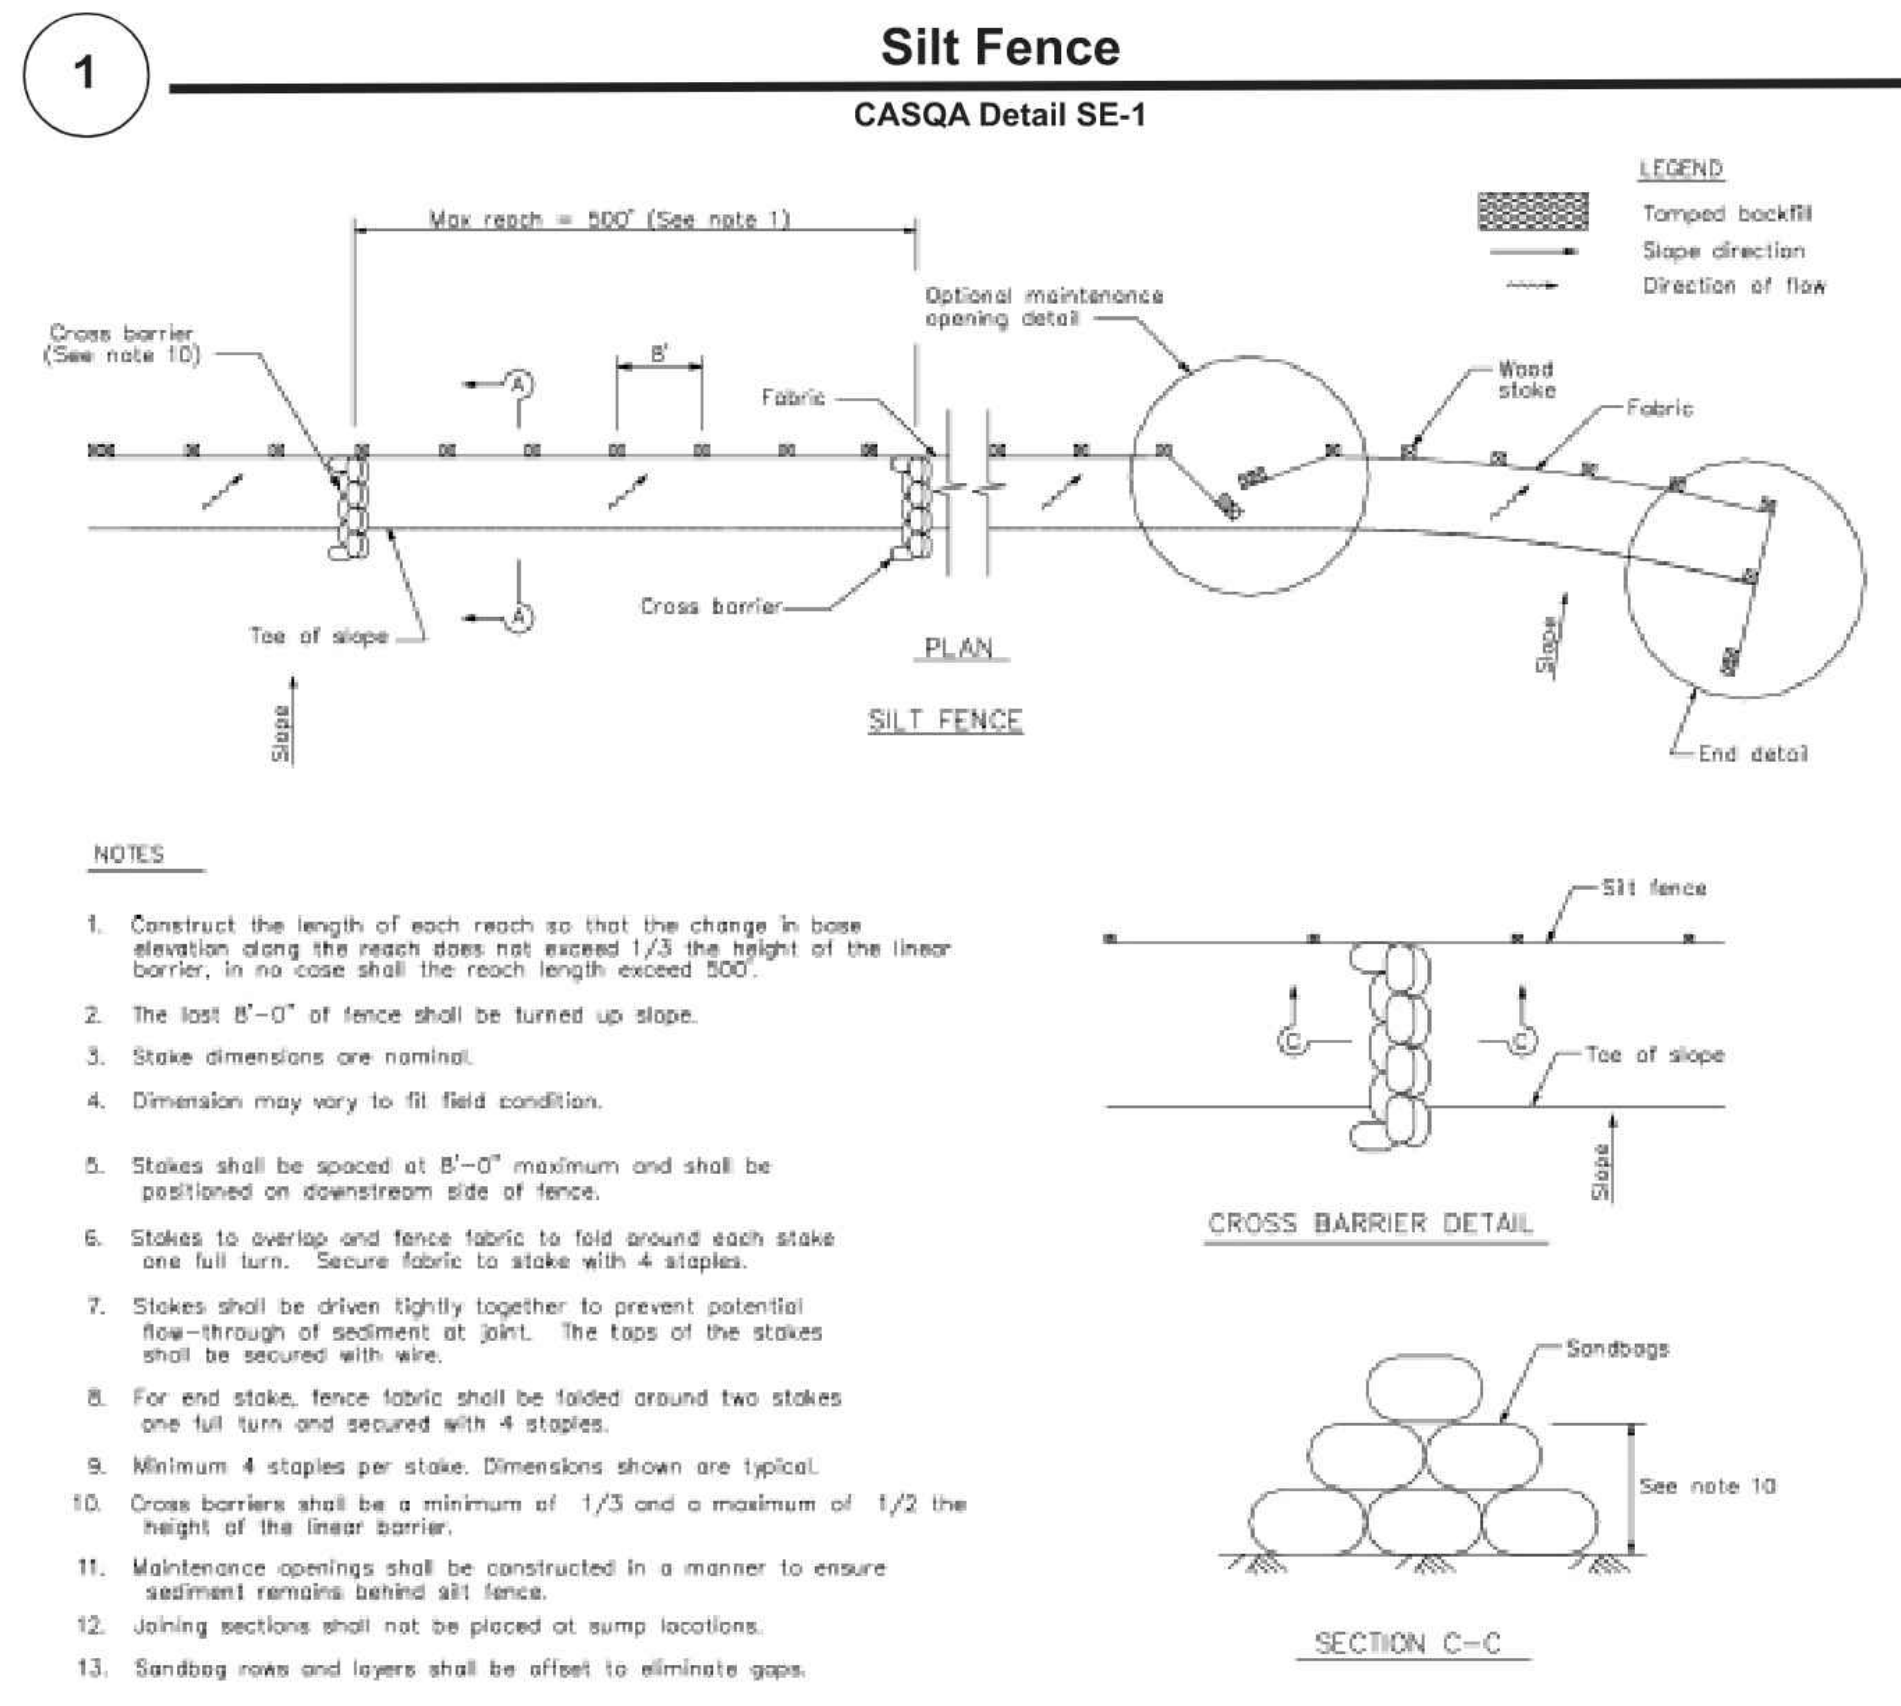 1
Silt Fence
CASQA Detail SE-1
LEGEND
Tamped backfill
Slope direction
Direction of flow
Max reach = 500' (See note 1)
Optional maintenance
opening detail
Cross barrier
(See note 10)
8'
A
Fabric
Wood
stake
Fabric
Cross barrier
A
Toe of slope
PLAN
Slope
Slope
SILT FENCE
End detail
NOTES
1. Construct the length of each reach so that the change in base
elevation along the reach does not exceed 1/3 the height of the linear
barrier, in no case shall the reach length exceed 500'.
2. The last 8'-0" of fence shall be turned up slope.
3. Stake dimensions are nominal.
4. Dimension may vary to fit field condition.
5. Stakes shall be spaced at 8'-0" maximum and shall be
positioned on downstream side of fence.
6. Stakes to overlap and fence fabric to fold around each stake
one full turn. Secure fabric to stake with 4 staples.
7. Stakes shall be driven tightly together to prevent potential
flow-through of sediment at joint. The tops of the stakes
shall be secured with wire.
8. For end stake, fence fabric shall be folded around two stakes
one full turn and secured with 4 staples.
9. Minimum 4 staples per stake. Dimensions shown are typical.
10. Cross barriers shall be a minimum of 1/3 and a maximum of 1/2 the
height of the linear barrier.
11. Maintenance openings shall be constructed in a manner to ensure
sediment remains behind silt fence.
12. Joining sections shall not be placed at sump locations.
13. Sandbag rows and layers shall be offset to eliminate gaps.
Silt fence
C
C
Toe of slope
Slope
CROSS BARRIER DETAIL
Sandbags
See note 10
SECTION C-C